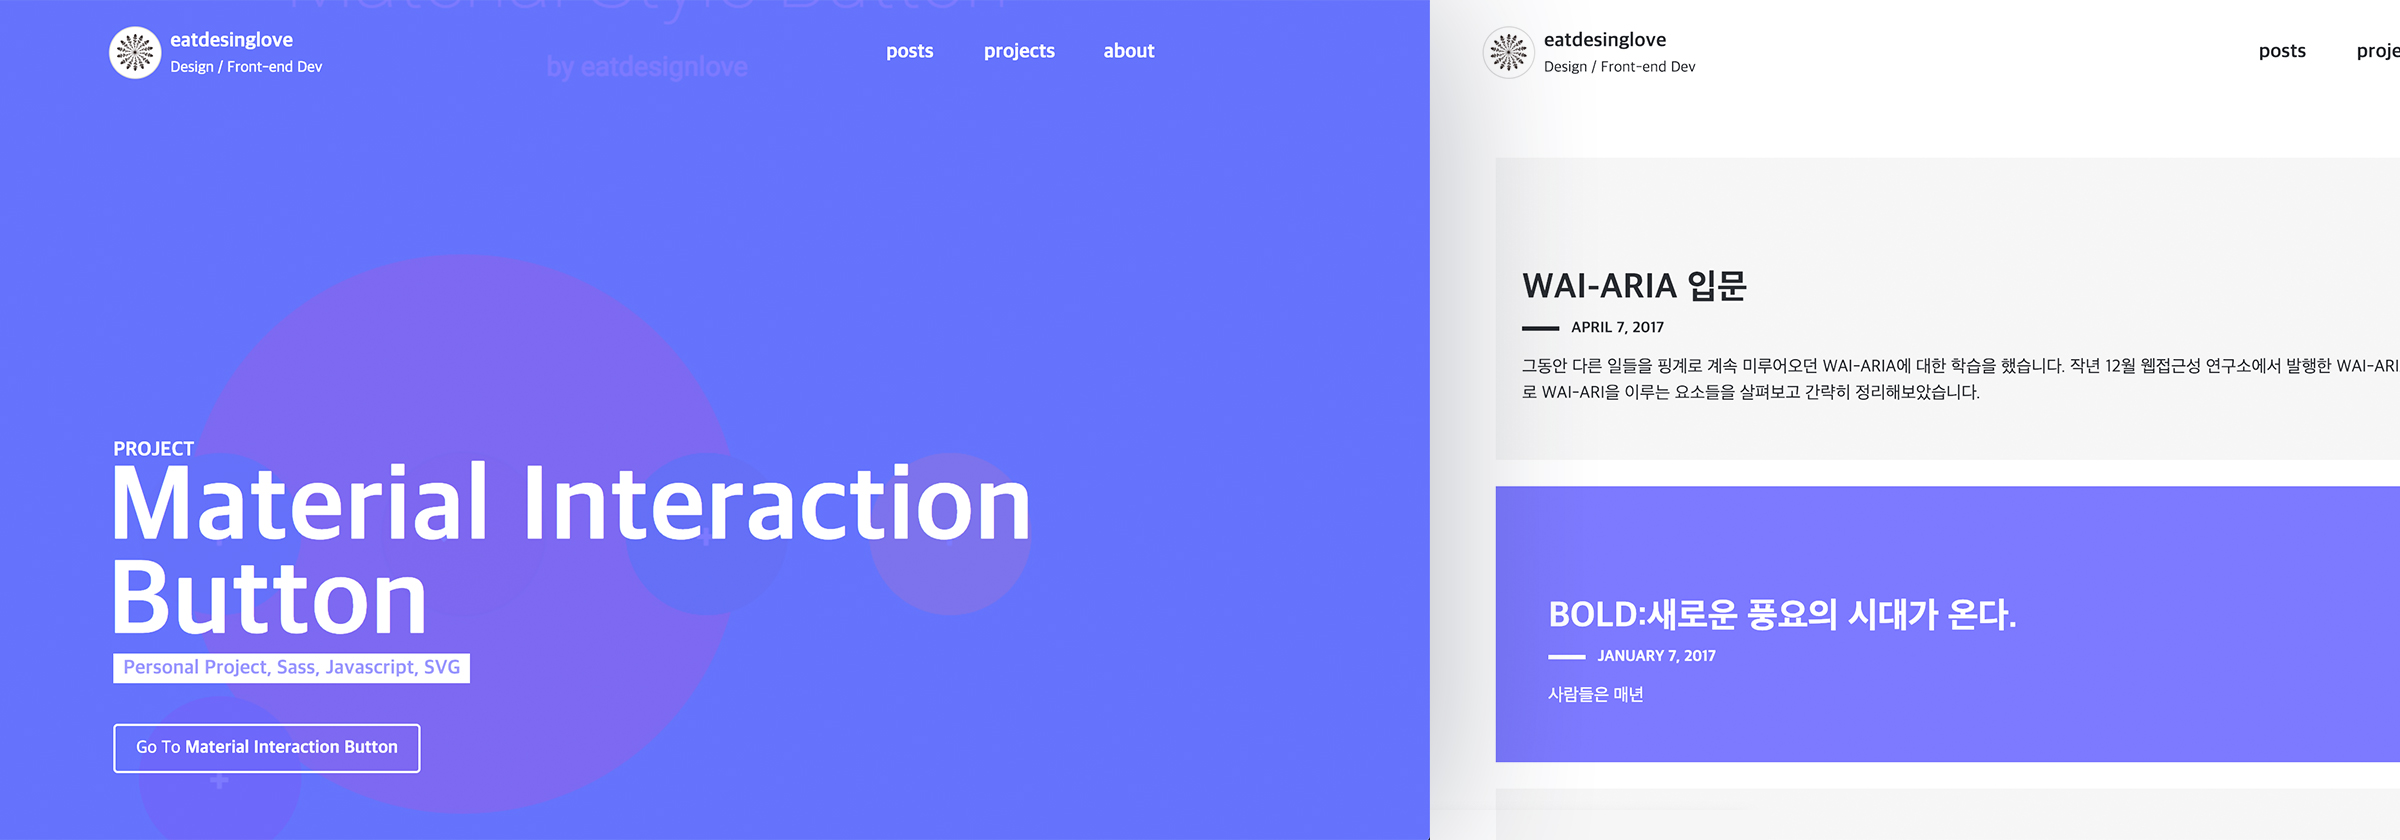 Material Style Button
eatdesinglove
Design / Front-end Dev
by eatdesignlove
posts
projects
about
PROJECT
Material Interaction
Button
Personal Project, Sass, Javascript, SVG
Go To Material Interaction Button
eatdesinglove
Design / Front-end Dev
posts
proje
WAI-ARIA 입문
APRIL 7, 2017
그동안 다른 일들을 핑계로 계속 미루어오던 WAI-ARIA에 대한 학습을 했습니다. 작년 12월 웹접근성 연구소에서 발행한 WAI-ARI
로 WAI-ARI을 이루는 요소들을 살펴보고 간략히 정리해보았습니다.
BOLD:새로운 풍요의 시대가 온다.
JANUARY 7, 2017
사람들은 매년